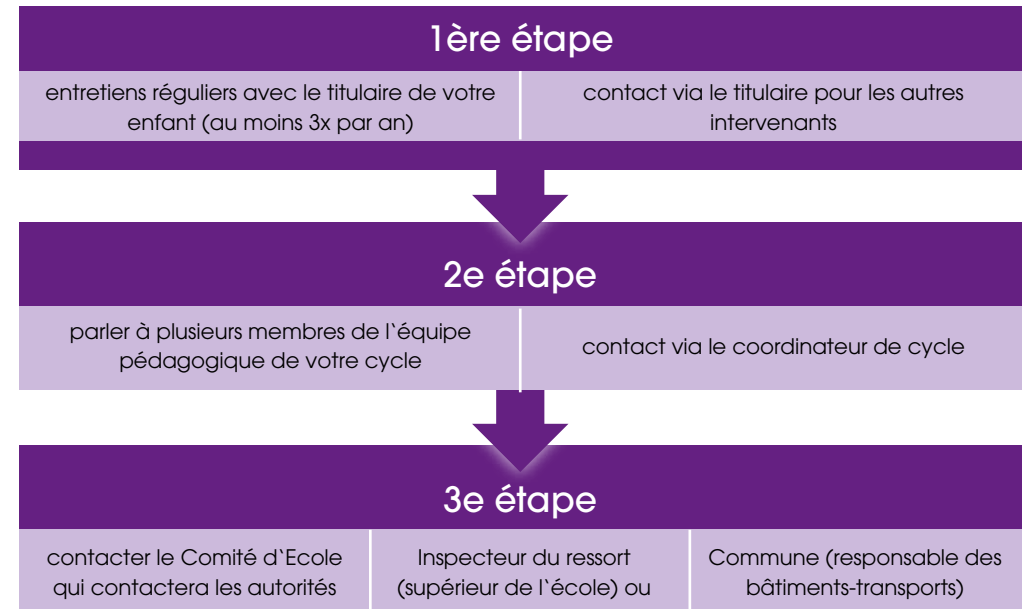 1ère étape
entretiens réguliers avec le titulaire de votre
enfant (au moins 3x par an)
contact via le titulaire pour les autres
intervenants
2e étape
parler à plusieurs membres de l`équipe
pédagogique de votre cycle
contact via le coordinateur de cycle
3e étape
contacter le Comité d`Ecole
qui contactera les autorités
Inspecteur du ressort
(supérieur de l`école) ou
Commune (responsable des
bâtiments-transports)